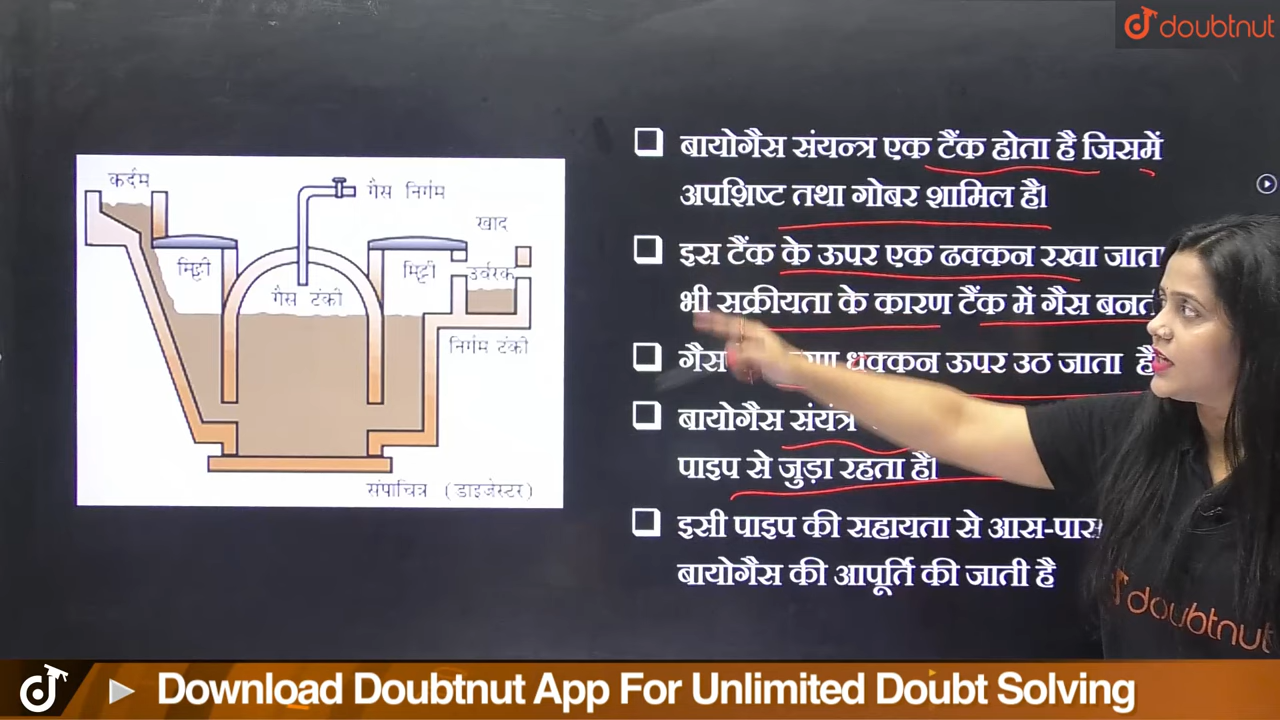 doubtnut
कर्दम
गैस निर्गम
खाद
मिट्टी
मिट्टी
उर्वरक
गैस टंकी
निर्गम टंकी
संपाचित्र (डाइजेस्टर)
बायोगैस संयन्त्र एक टैंक होता है जिसमें
अपशिष्ट तथा गोबर शामिल है।
इस टैंक के ऊपर एक ढक्कन रखा जाता
भी सक्रीयता के कारण टैंक में गैस बनती
गैस धक्कन ऊपर उठ जाता है
बायोगैस संयंत्र
पाइप से जुड़ा रहता है।
इसी पाइप की सहायता से आस-पास
बायोगैस की आपूर्ति की जाती है
doubtnut
Download Doubtnut App For Unlimited Doubt Solving